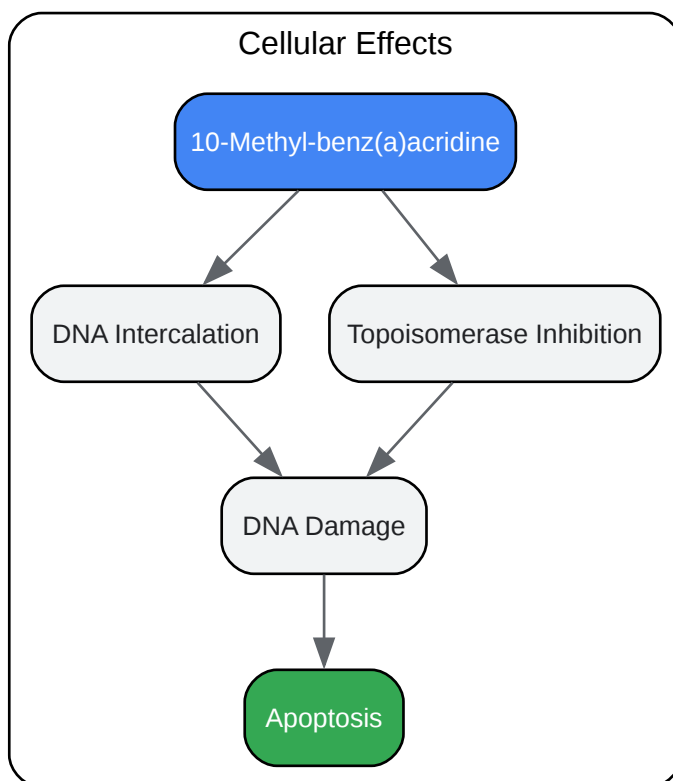 Cellular Effects
10-Methyl-benz(a)acridine
DNA Intercalation
Topoisomerase Inhibition
DNA Damage
Apoptosis